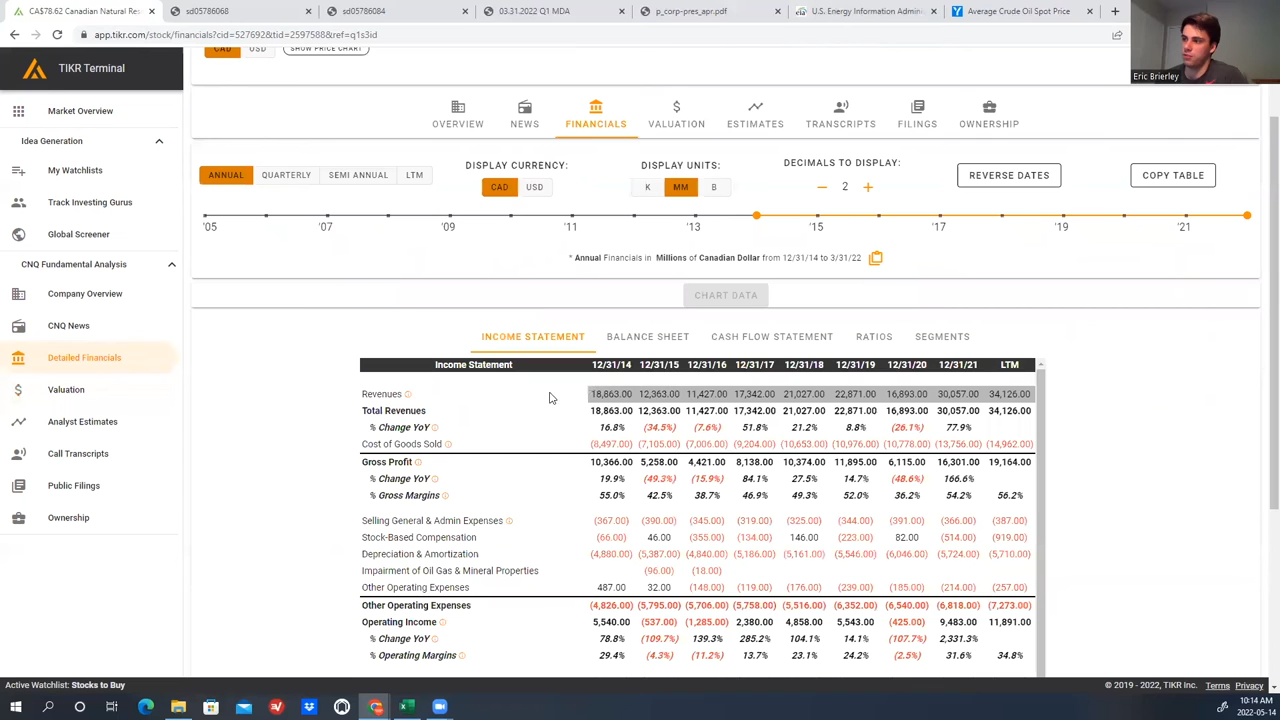 CA$78.62 Canadian Natural Res
sd05786068
sd05786084
03.31.2022 Q1 MDA
p_corp-pres_apr.pdf
U.S. Energy Information Admini
Average Crude Oil Spot Price
app.tikr.com/stock/financials?cid=527692&tid=2597588&ref=q1s3id
Eric Brierley
TIKR Terminal
CAD USD SHOW PRICE CHART
Market Overview
Idea Generation
My Watchlists
Track Investing Gurus
Global Screener
CNQ Fundamental Analysis
Company Overview
CNQ News
Detailed Financials
Valuation
Analyst Estimates
Call Transcripts
Public Filings
Ownership
OVERVIEW NEWS FINANCIALS VALUATION ESTIMATES TRANSCRIPTS FILINGS OWNERSHIP
ANNUAL QUARTERLY SEMI ANNUAL LTM
DISPLAY CURRENCY:
CAD USD
DISPLAY UNITS:
K MM B
DECIMALS TO DISPLAY:
2
REVERSE DATES
COPY TABLE
'05 '07 '09 '11 '13 '15 '17 '19 '21
* Annual Financials in Millions of Canadian Dollar from 12/31/14 to 3/31/22
CHART DATA
INCOME STATEMENT BALANCE SHEET CASH FLOW STATEMENT RATIOS SEGMENTS
Income Statement 12/31/14 12/31/15 12/31/16 12/31/17 12/31/18 12/31/19 12/31/20 12/31/21 LTM
Revenues 18,863.00 12,363.00 11,427.00 17,342.00 21,027.00 22,871.00 16,893.00 30,057.00 34,126.00
Total Revenues 18,863.00 12,363.00 11,427.00 17,342.00 21,027.00 22,871.00 16,893.00 30,057.00 34,126.00
% Change YoY 16.8% (34.5%) (7.6%) 51.8% 21.2% 8.8% (26.1%) 77.9%
Cost of Goods Sold (8,497.00) (7,105.00) (7,006.00) (9,204.00) (10,653.00) (10,976.00) (10,778.00) (13,756.00) (14,962.00)
Gross Profit 10,366.00 5,258.00 4,421.00 8,138.00 10,374.00 11,895.00 6,115.00 16,301.00 19,164.00
% Change YoY 19.9% (49.3%) (15.9%) 84.1% 27.5% 14.7% (48.6%) 166.6%
% Gross Margins 55.0% 42.5% 38.7% 46.9% 49.3% 52.0% 36.2% 54.2% 56.2%
Selling General & Admin Expenses (367.00) (390.00) (345.00) (319.00) (325.00) (344.00) (391.00) (366.00) (387.00)
Stock-Based Compensation (66.00) 46.00 (355.00) (134.00) 146.00 (223.00) 82.00 (514.00) (919.00)
Depreciation & Amortization (4,880.00) (5,387.00) (4,840.00) (5,186.00) (5,161.00) (5,546.00) (6,046.00) (5,724.00) (5,710.00)
Impairment of Oil Gas & Mineral Properties (96.00) (18.00)
Other Operating Expenses 487.00 32.00 (148.00) (119.00) (176.00) (239.00) (185.00) (214.00) (257.00)
Other Operating Expenses (4,826.00) (5,795.00) (5,706.00) (5,758.00) (5,516.00) (6,352.00) (6,540.00) (6,818.00) (7,273.00)
Operating Income 5,540.00 (537.00) (1,285.00) 2,380.00 4,858.00 5,543.00 (425.00) 9,483.00 11,891.00
% Change YoY 78.8% (109.7%) 139.3% 285.2% 104.1% 14.1% (107.7%) 2,331.3%
% Operating Margins 29.4% (4.3%) (11.2%) 13.7% 23.1% 24.2% (2.5%) 31.6% 34.8%
Active Watchlist: Stocks to Buy
© 2019 - 2022, TIKR Inc. Terms Privacy
10:14 AM
2022-05-14